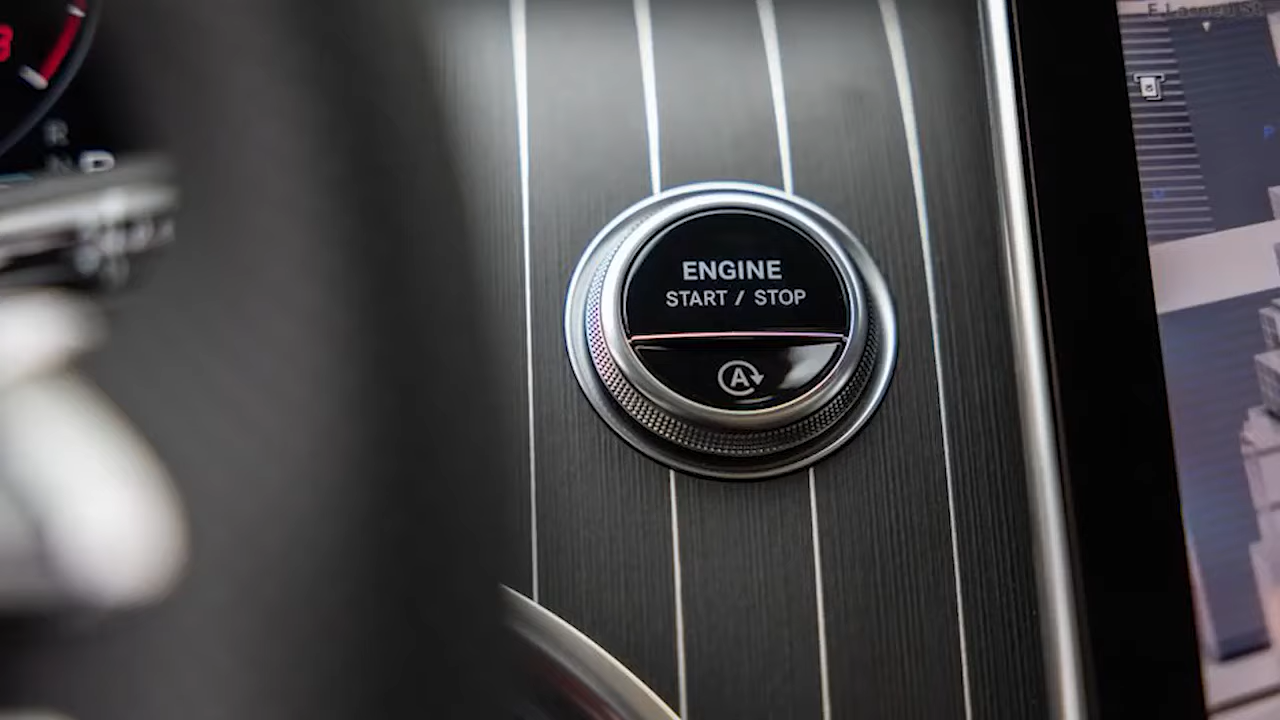 ENGINE
START / STOP
A
R
N D
P